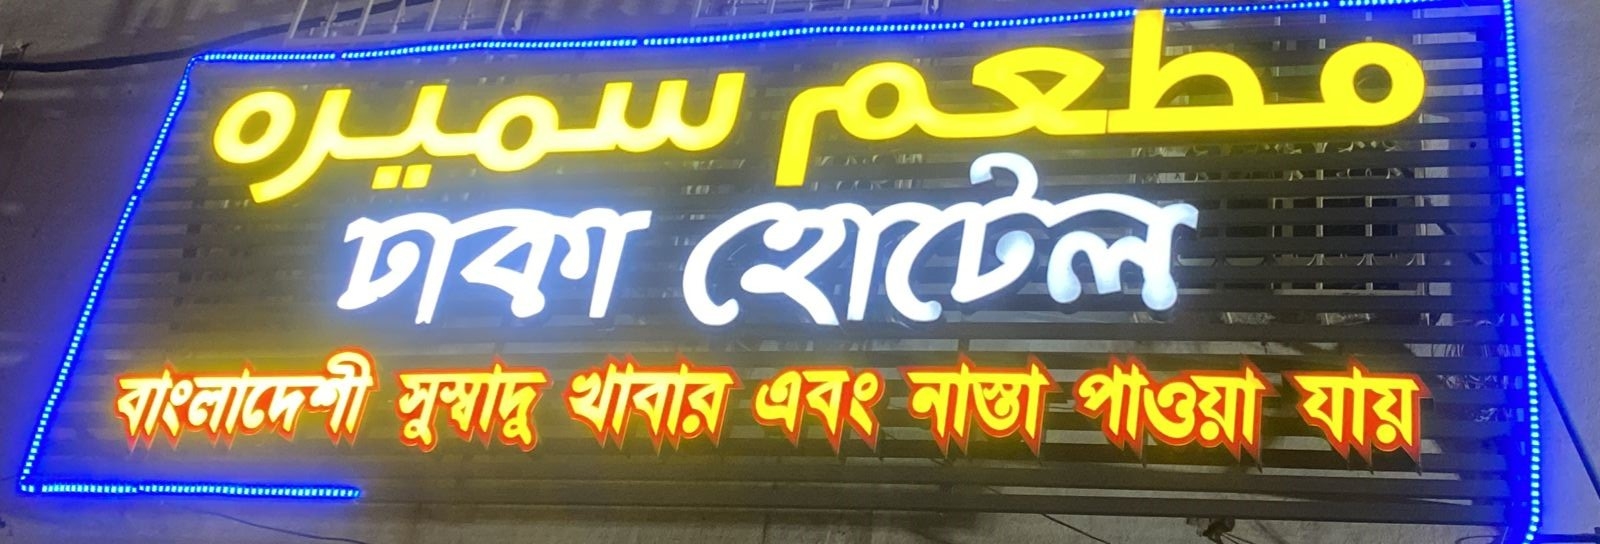 مطعم سميره
ঢাকা হোটেল
বাংলাদেশী সুস্বাদু খাবার এবং নাস্তা পাওয়া যায়